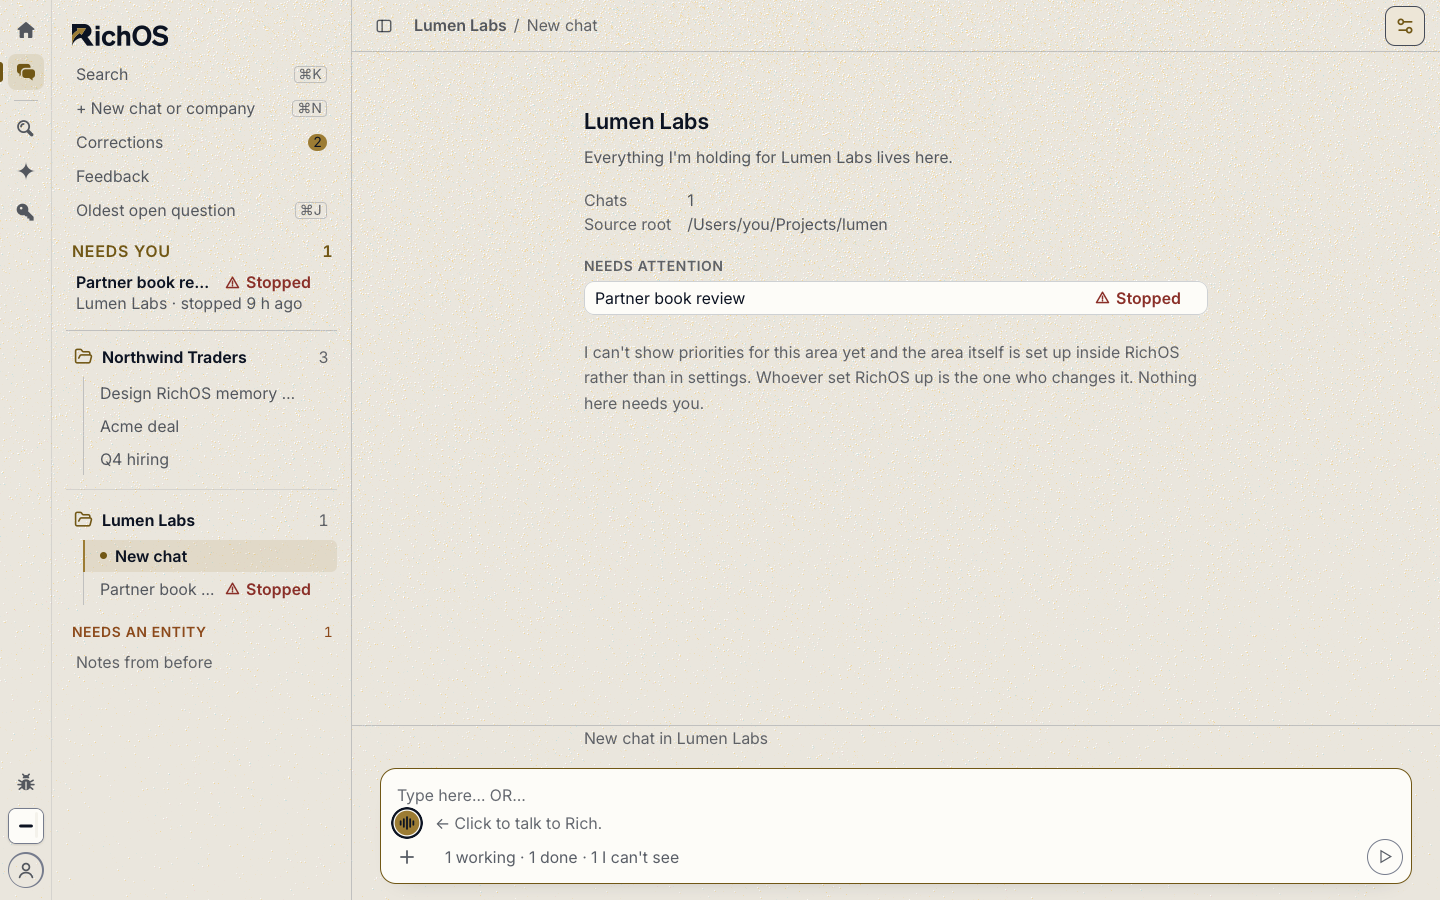 RichOS
Search ⌘K
+ New chat or company ⌘N
Corrections 2
Feedback
Oldest open question ⌘J
NEEDS YOU 1
Partner book re... Stopped
Lumen Labs · stopped 9 h ago
Northwind Traders 3
Design RichOS memory ...
Acme deal
Q4 hiring
Lumen Labs 1
New chat
Partner book ... Stopped
NEEDS AN ENTITY 1
Notes from before
Lumen Labs / New chat
Lumen Labs
Everything I'm holding for Lumen Labs lives here.
Chats 1
Source root /Users/you/Projects/lumen
NEEDS ATTENTION
Partner book review Stopped
I can't show priorities for this area yet and the area itself is set up inside RichOS
rather than in settings. Whoever set RichOS up is the one who changes it. Nothing
here needs you.
New chat in Lumen Labs
Type here... OR...
← Click to talk to Rich.
1 working · 1 done · 1 I can't see